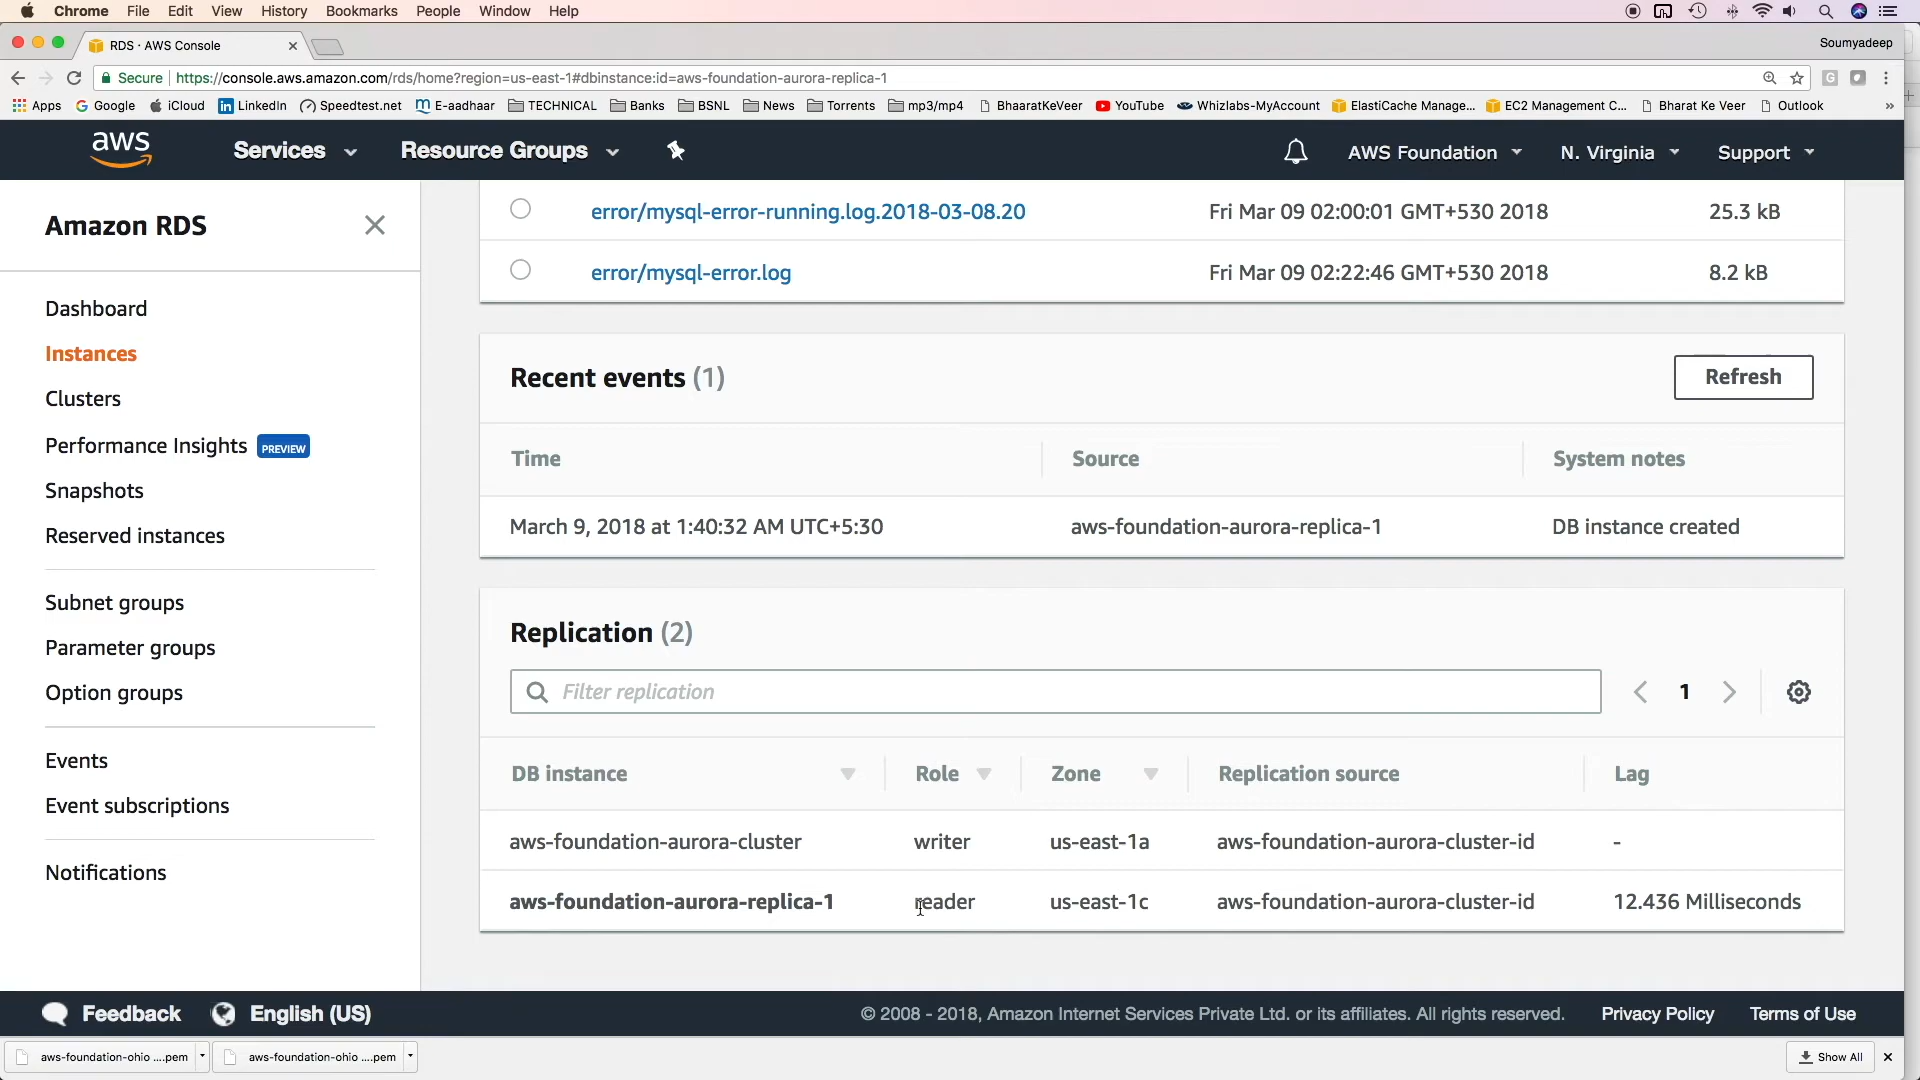 Chrome File Edit View History Bookmarks People Window Help
RDS · AWS Console
Soumyadeep
Secure https://console.aws.amazon.com/rds/home?region=us-east-1#dbinstance:id=aws-foundation-aurora-replica-1
Apps Google iCloud LinkedIn Speedtest.net E-aadhaar TECHNICAL Banks BSNL News Torrents mp3/mp4 BhaaratKeVeer YouTube Whizlabs-MyAccount ElastiCache Manage... EC2 Management C... Bharat Ke Veer Outlook »
aws Services Resource Groups AWS Foundation N. Virginia Support
Amazon RDS
Dashboard
Instances
Clusters
Performance Insights PREVIEW
Snapshots
Reserved instances
Subnet groups
Parameter groups
Option groups
Events
Event subscriptions
Notifications
error/mysql-error-running.log.2018-03-08.20 Fri Mar 09 02:00:01 GMT+530 2018 25.3 kB
error/mysql-error.log Fri Mar 09 02:22:46 GMT+530 2018 8.2 kB
Recent events (1) Refresh
Time Source System notes
March 9, 2018 at 1:40:32 AM UTC+5:30 aws-foundation-aurora-replica-1 DB instance created
Replication (2)
Filter replication 1
DB instance Role Zone Replication source Lag
aws-foundation-aurora-cluster writer us-east-1a aws-foundation-aurora-cluster-id -
aws-foundation-aurora-replica-1 reader us-east-1c aws-foundation-aurora-cluster-id 12.436 Milliseconds
Feedback English (US) © 2008 - 2018, Amazon Internet Services Private Ltd. or its affiliates. All rights reserved. Privacy Policy Terms of Use
aws-foundation-ohio ....pem aws-foundation-ohio ....pem Show All